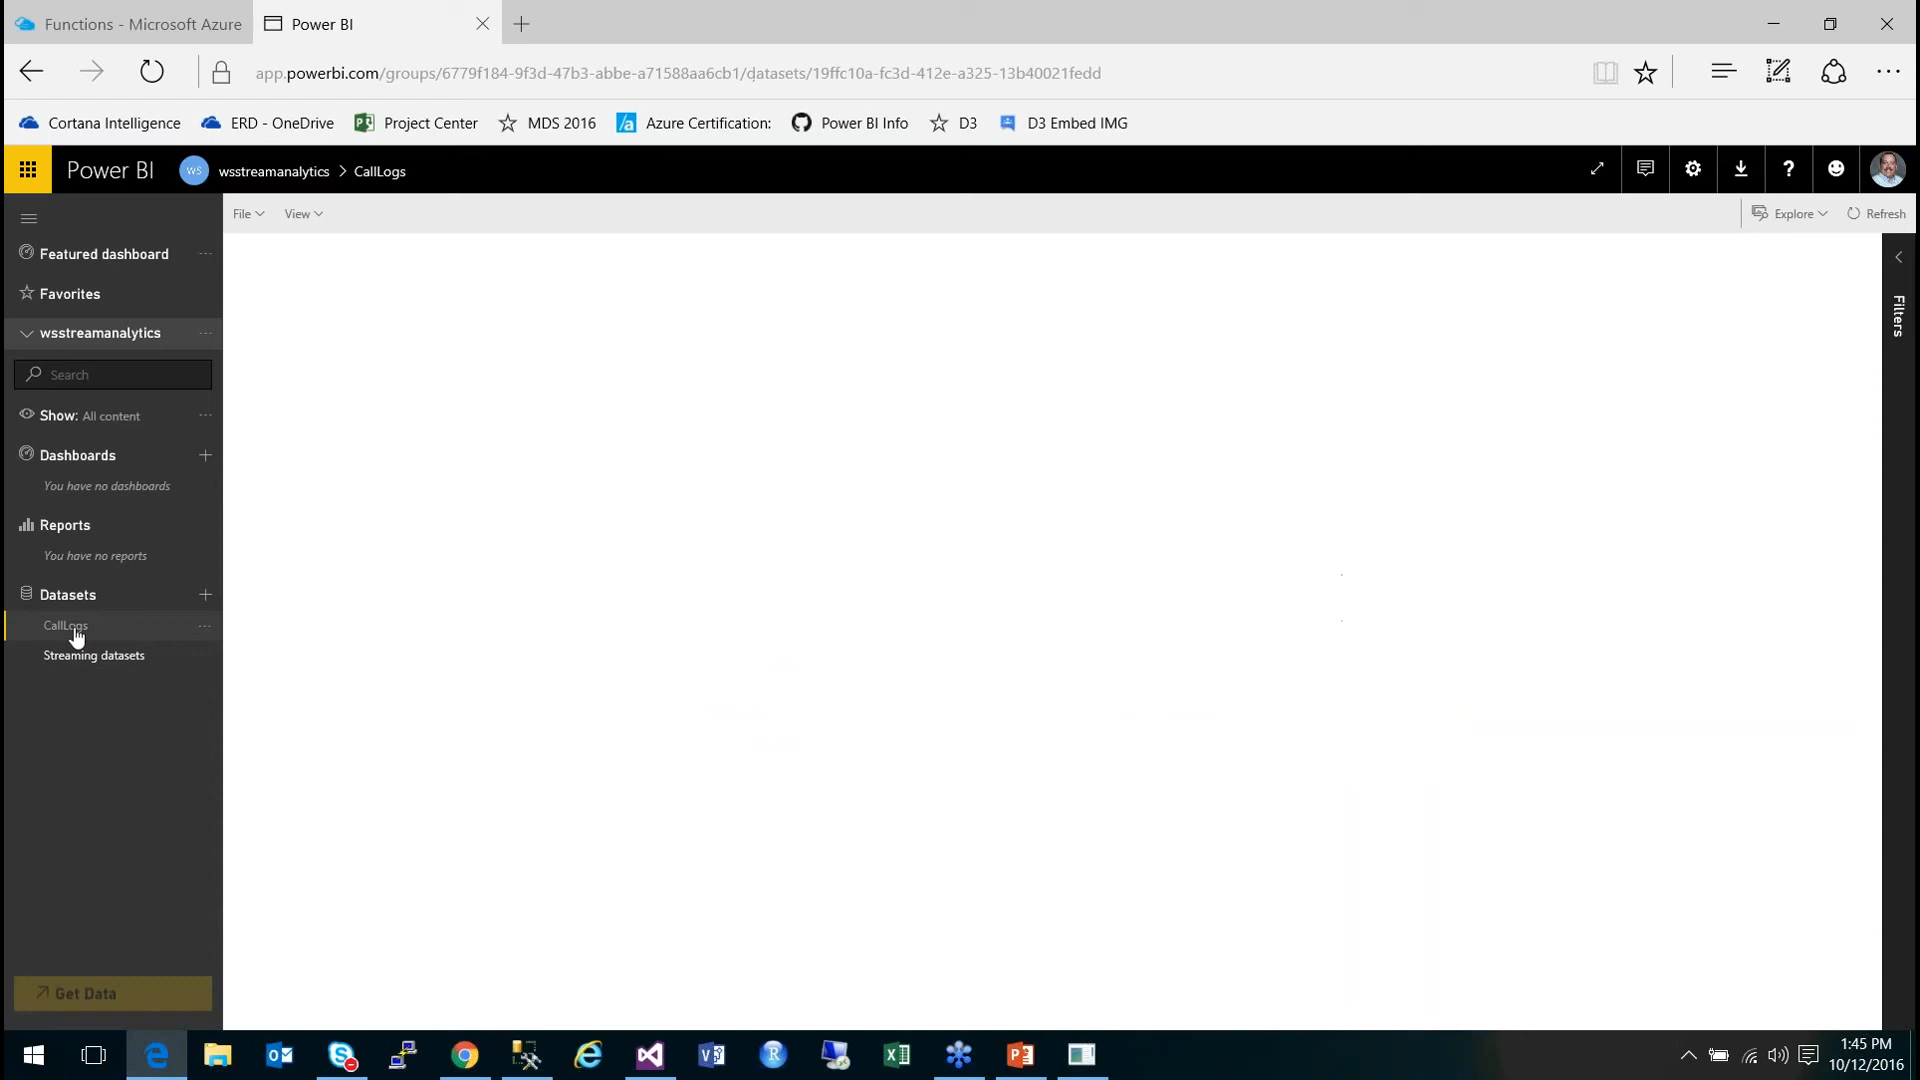 Functions - Microsoft Azure
Power BI
app.powerbi.com/groups/6779f184-9f3d-47b3-abbe-a71588aa6cb1/datasets/19ffc10a-fc3d-412e-a325-13b40021fedd
Cortana Intelligence
ERD - OneDrive
Project Center
MDS 2016
Azure Certification:
Power BI Info
D3
D3 Embed IMG
Power BI
WS
wsstreamanalytics > CallLogs
File
View
Explore
Refresh
Featured dashboard
Favorites
wsstreamanalytics
Search
Show: All content
Dashboards
You have no dashboards
Reports
You have no reports
Datasets
CallLogs
Streaming datasets
Get Data
Filters
1:45 PM
10/12/2016